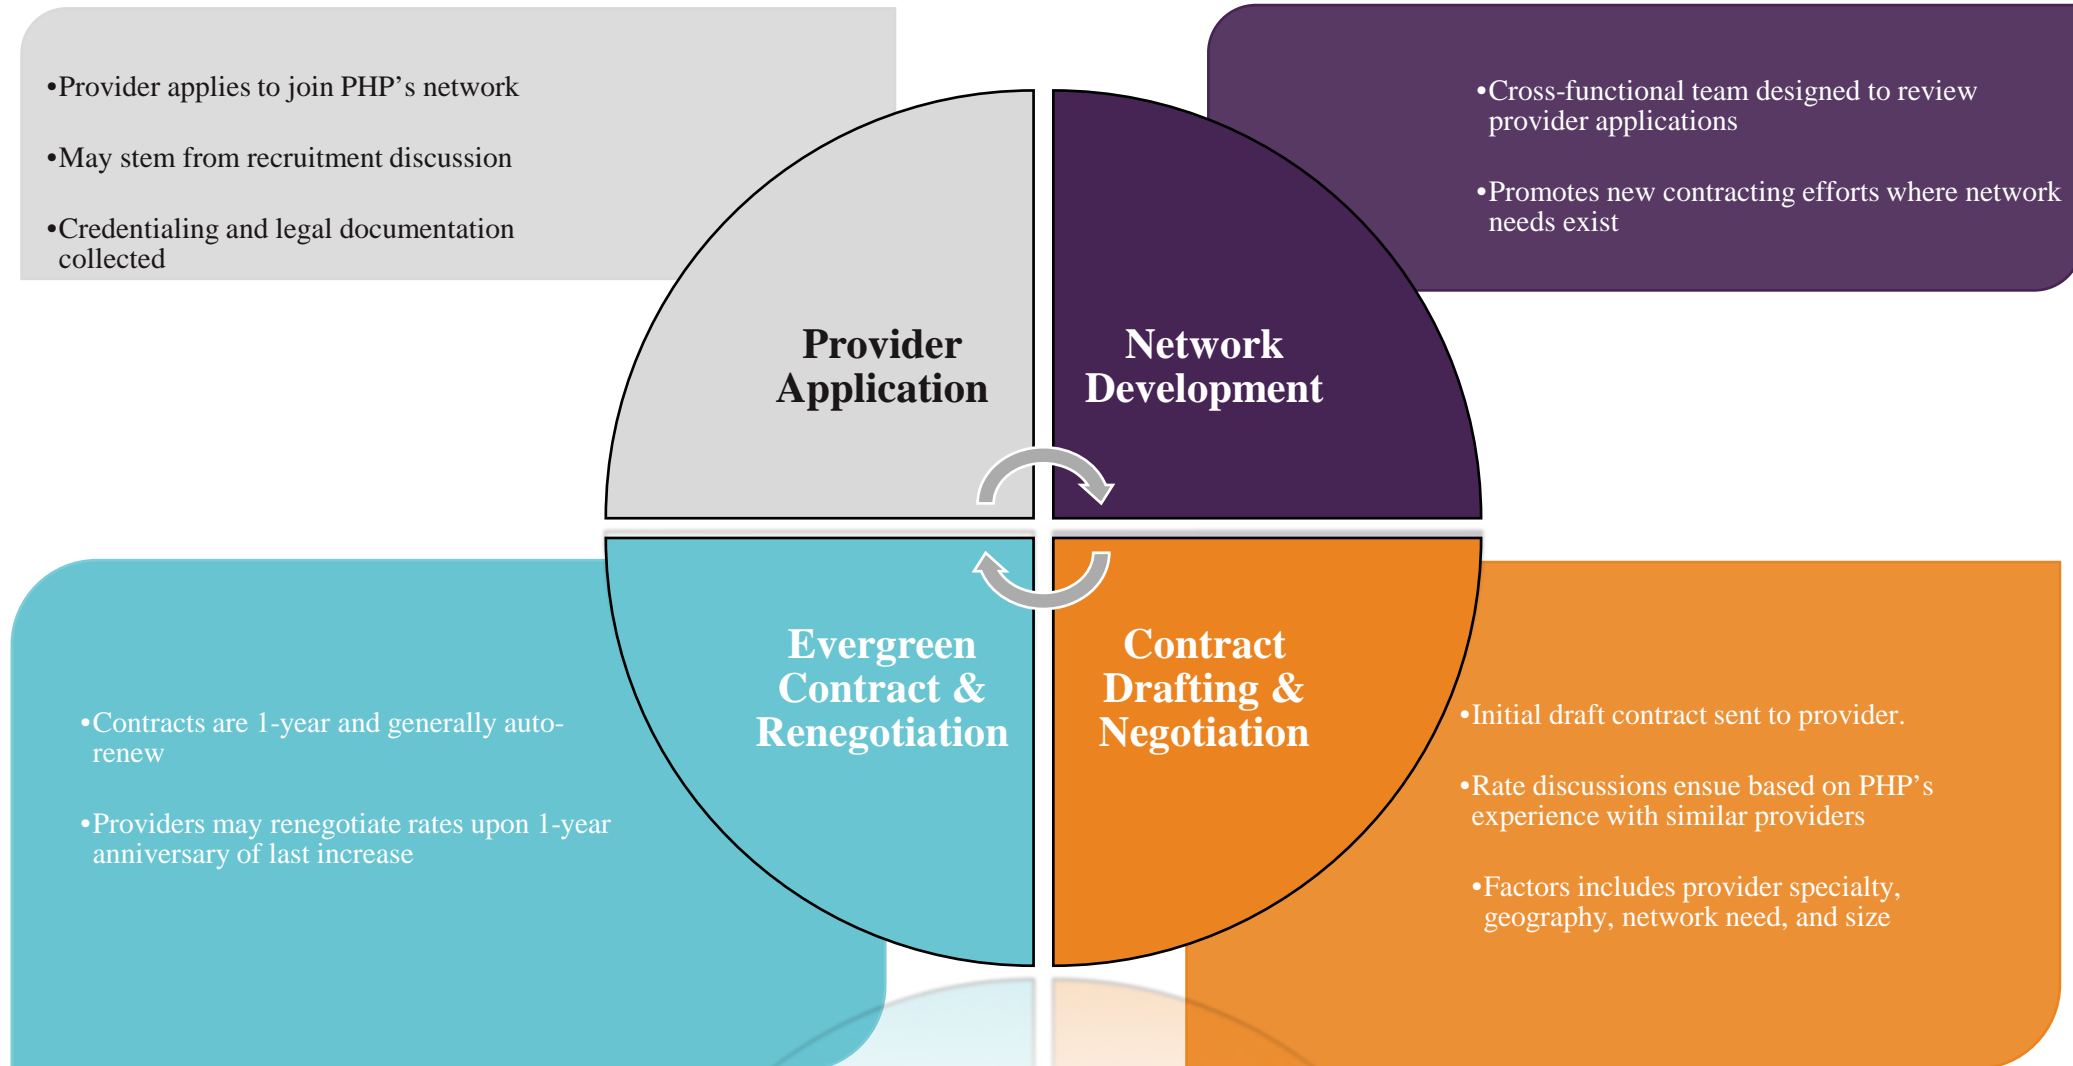 •Provider applies to join PHP's network
•May stem from recruitment discussion
•Credentialing and legal documentation
collected
•Cross-functional team designed to review
provider applications
•Promotes new contracting efforts where network
needs exist
Provider
Application
Network
Development
Evergreen
Contract &
Renegotiation
Contract
Drafting &
Negotiation
•Contracts are 1-year and generally auto-
renew
•Providers may renegotiate rates upon 1-year
anniversary of last increase
•Initial draft contract sent to provider.
•Rate discussions ensue based on PHP's
experience with similar providers
•Factors includes provider specialty,
geography, network need, and size